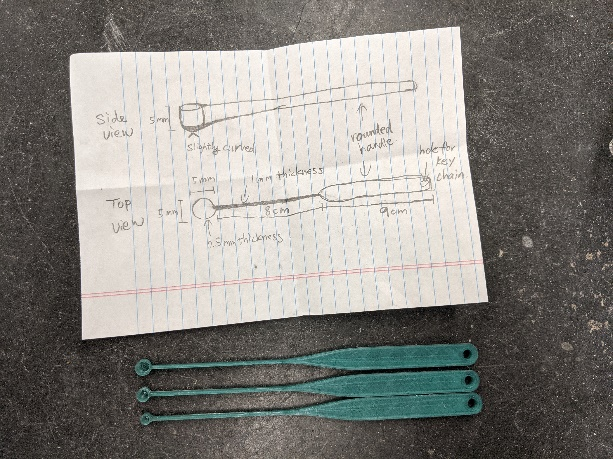 Side
view
5mm
slightly curved
rounded
handle
hole for
key
chain
5mm
1mm thickness
Top
view
5mm
8cm
9cm
0.5mm thickness